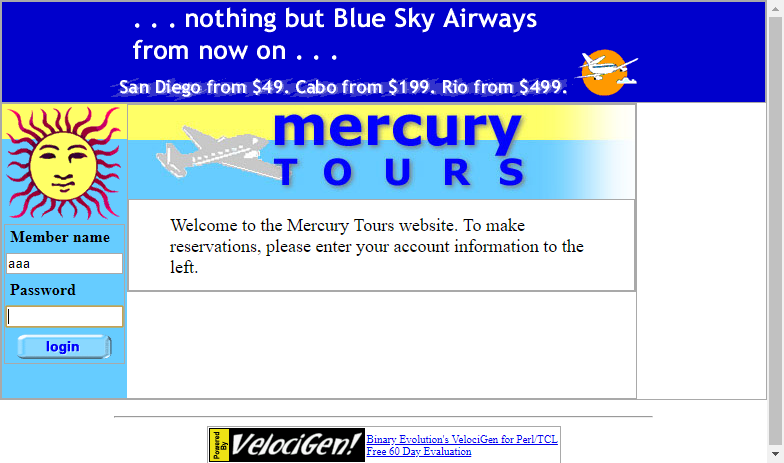 . . . nothing but Blue Sky Airways
from now on . . .
San Diego from $49. Cabo from $199. Rio from $499.
mercury
TOURS
Welcome to the Mercury Tours website. To make
reservations, please enter your account information to the
left.
Member name
aaa
Password
login
Powered
By
VelociGen!
Binary Evolution's VelociGen for Perl/TCL
Free 60 Day Evaluation